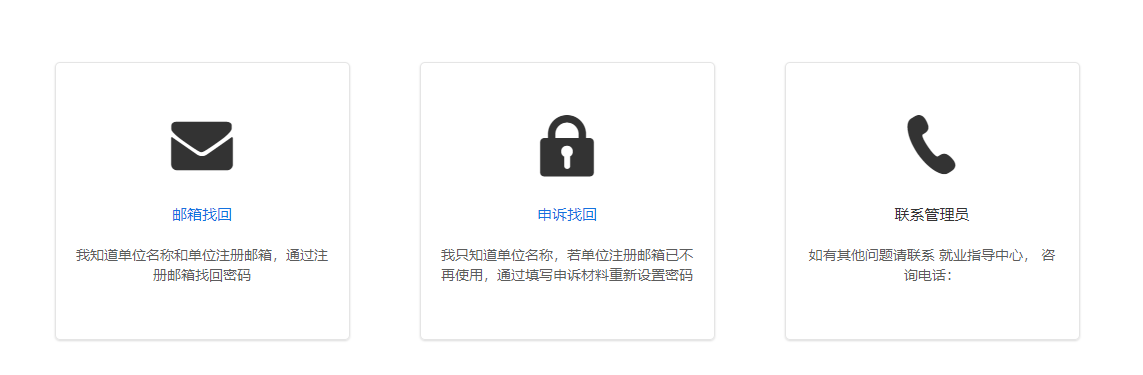 邮箱找回
我知道单位名称和单位注册邮箱，通过注
册邮箱找回密码
申诉找回
我只知道单位名称，若单位注册邮箱已不
再使用，通过填写申诉材料重新设置密码
联系管理员
如有其他问题请联系 就业指导中心， 咨
询电话：